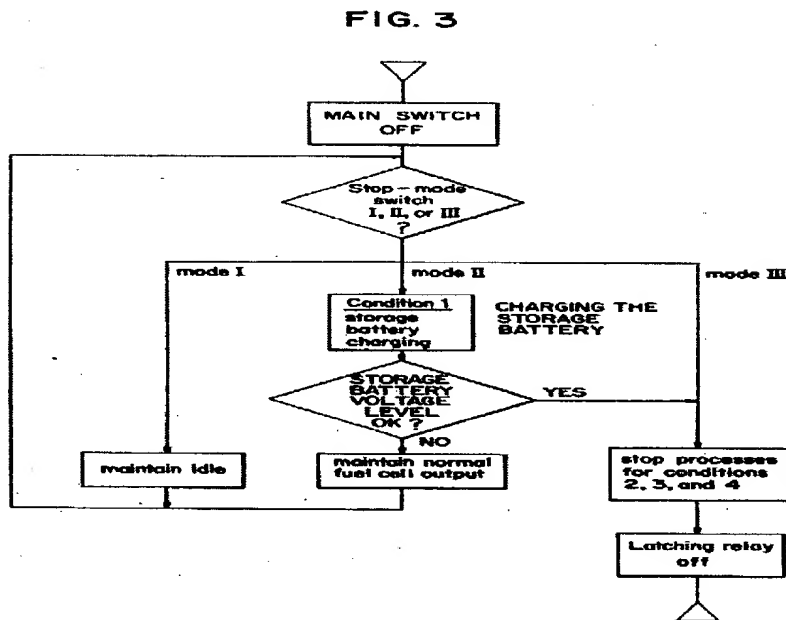 FIG. 3
MAIN SWITCH
OFF
Stop-mode
switch
I, II, or III
?
mode I
mode II
mode III
Condition 1
storage
battery
charging
CHARGING THE
STORAGE
BATTERY
STORAGE
BATTERY
VOLTAGE
LEVEL
OK ?
YES
NO
maintain idle
maintain normal
fuel cell output
stop processes
for conditions
2, 3, and 4
Latching relay
off